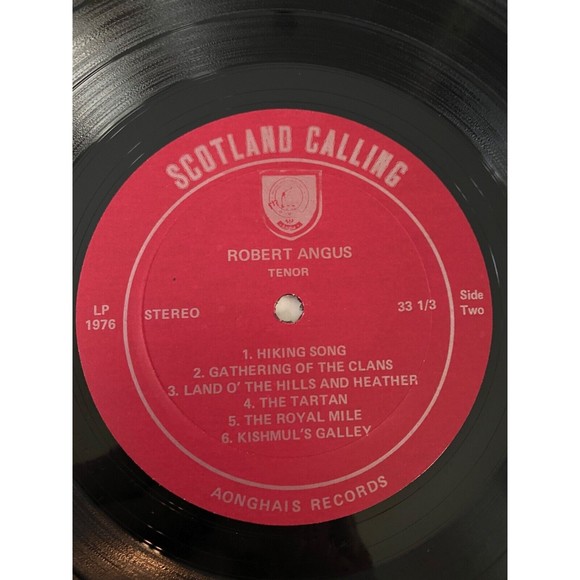 SCOTLAND CALLING
ROBERT ANGUS
TENOR
LP
1976
STEREO
33 1/3
Side
Two
1. HIKING SONG
2. GATHERING OF THE CLANS
3. LAND O' THE HILLS AND HEATHER
4. THE TARTAN
5. THE ROYAL MILE
6. KISHMUL'S GALLEY
AONGHAIS RECORDS